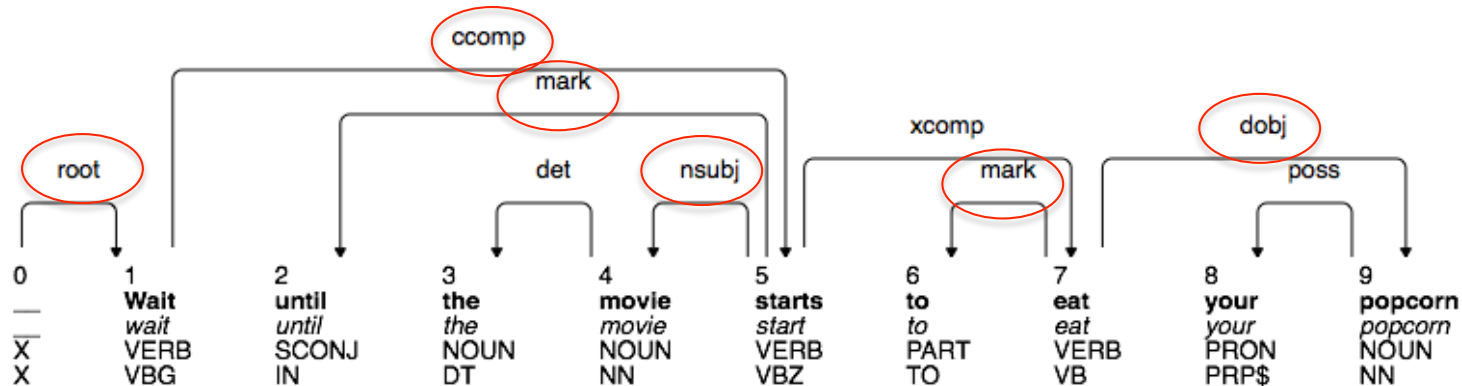 ccomp
mark
xcomp dobj
root det nsubj mark poss
0 1 2 3 4 5 6 7 8 9
__ Wait until the movie starts to eat your popcorn
__ wait until the movie start to eat your popcorn
X VERB SCONJ NOUN NOUN VERB PART VERB PRON NOUN
X VBG IN DT NN VBZ TO VB PRP$ NN